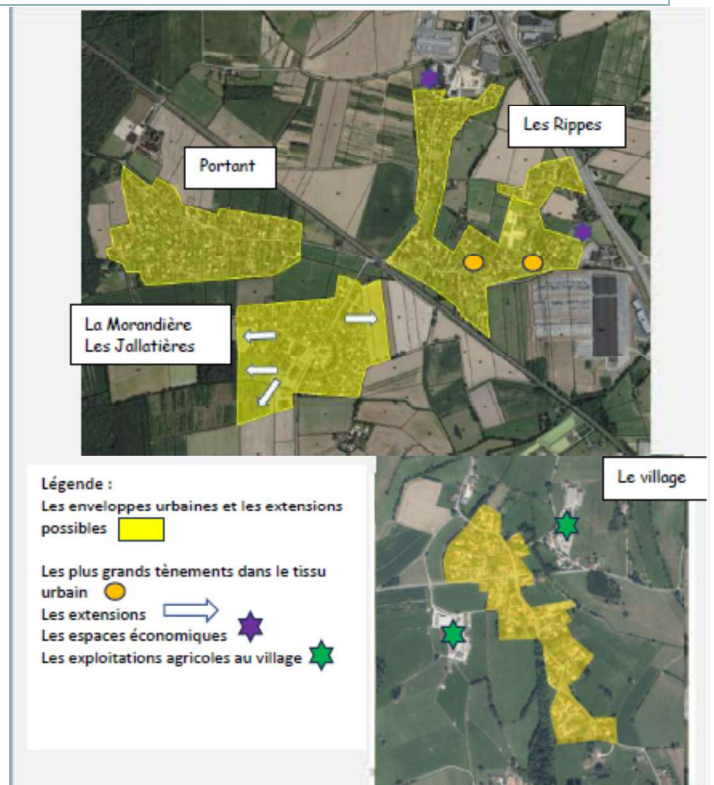 Les Rippes
Portant
La Morandière
Les Jallatières
Le village
Légende :
Les enveloppes urbaines et les extensions
possibles
Les plus grands tènements dans le tissu
urbain
Les extensions
Les espaces économiques
Les exploitations agricoles au village